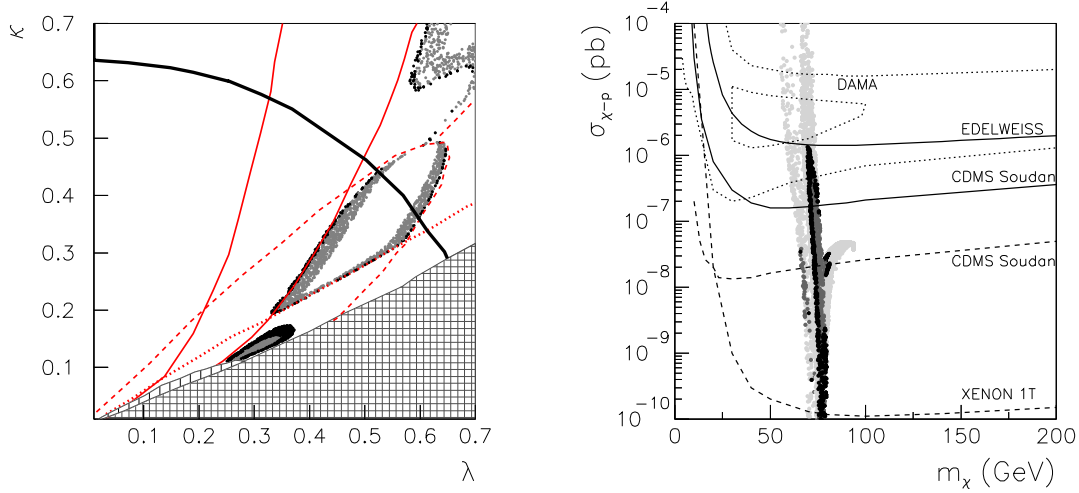 κ
0.7
0.6
0.5
0.4
0.3
0.2
0.1
0.1 0.2 0.3 0.4 0.5 0.6 0.7
λ
σχ-p (pb)
10-4
10-5
10-6
10-7
10-8
10-9
10-10
DAMA
EDELWEISS
CDMS Soudan
CDMS Soudan
XENON 1T
0 50 100 150 200
mχ (GeV)